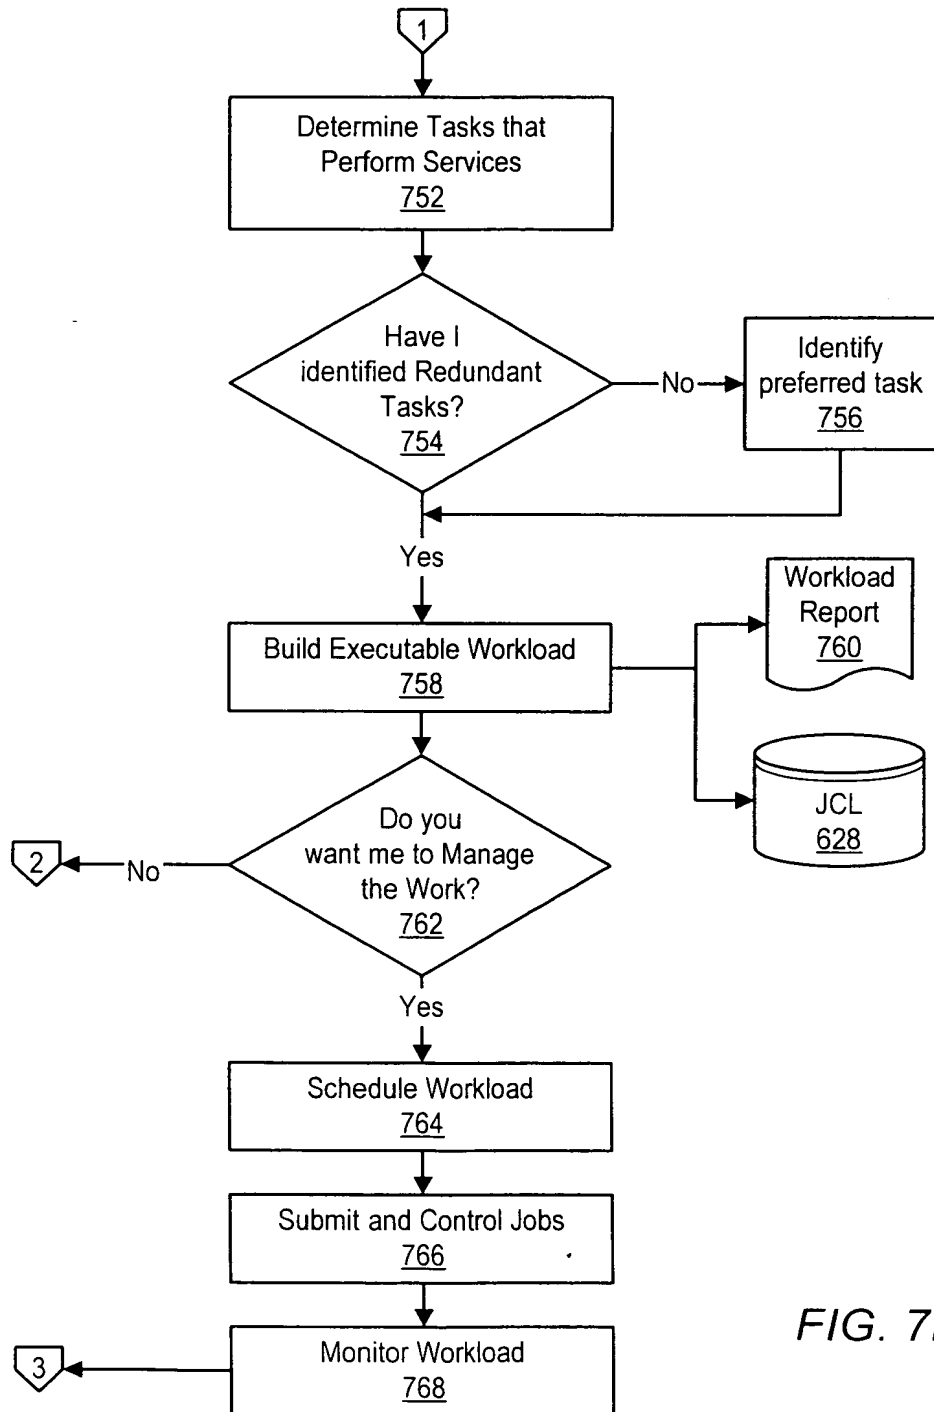 1
Determine Tasks that
Perform Services
752
Have I
identified Redundant
Tasks?
754
No
Identify
preferred task
756
Yes
Build Executable Workload
758
Workload
Report
760
JCL
628
Do you
want me to Manage
the Work?
762
No
2
Yes
Schedule Workload
764
Submit and Control Jobs
766
Monitor Workload
768
3
FIG.